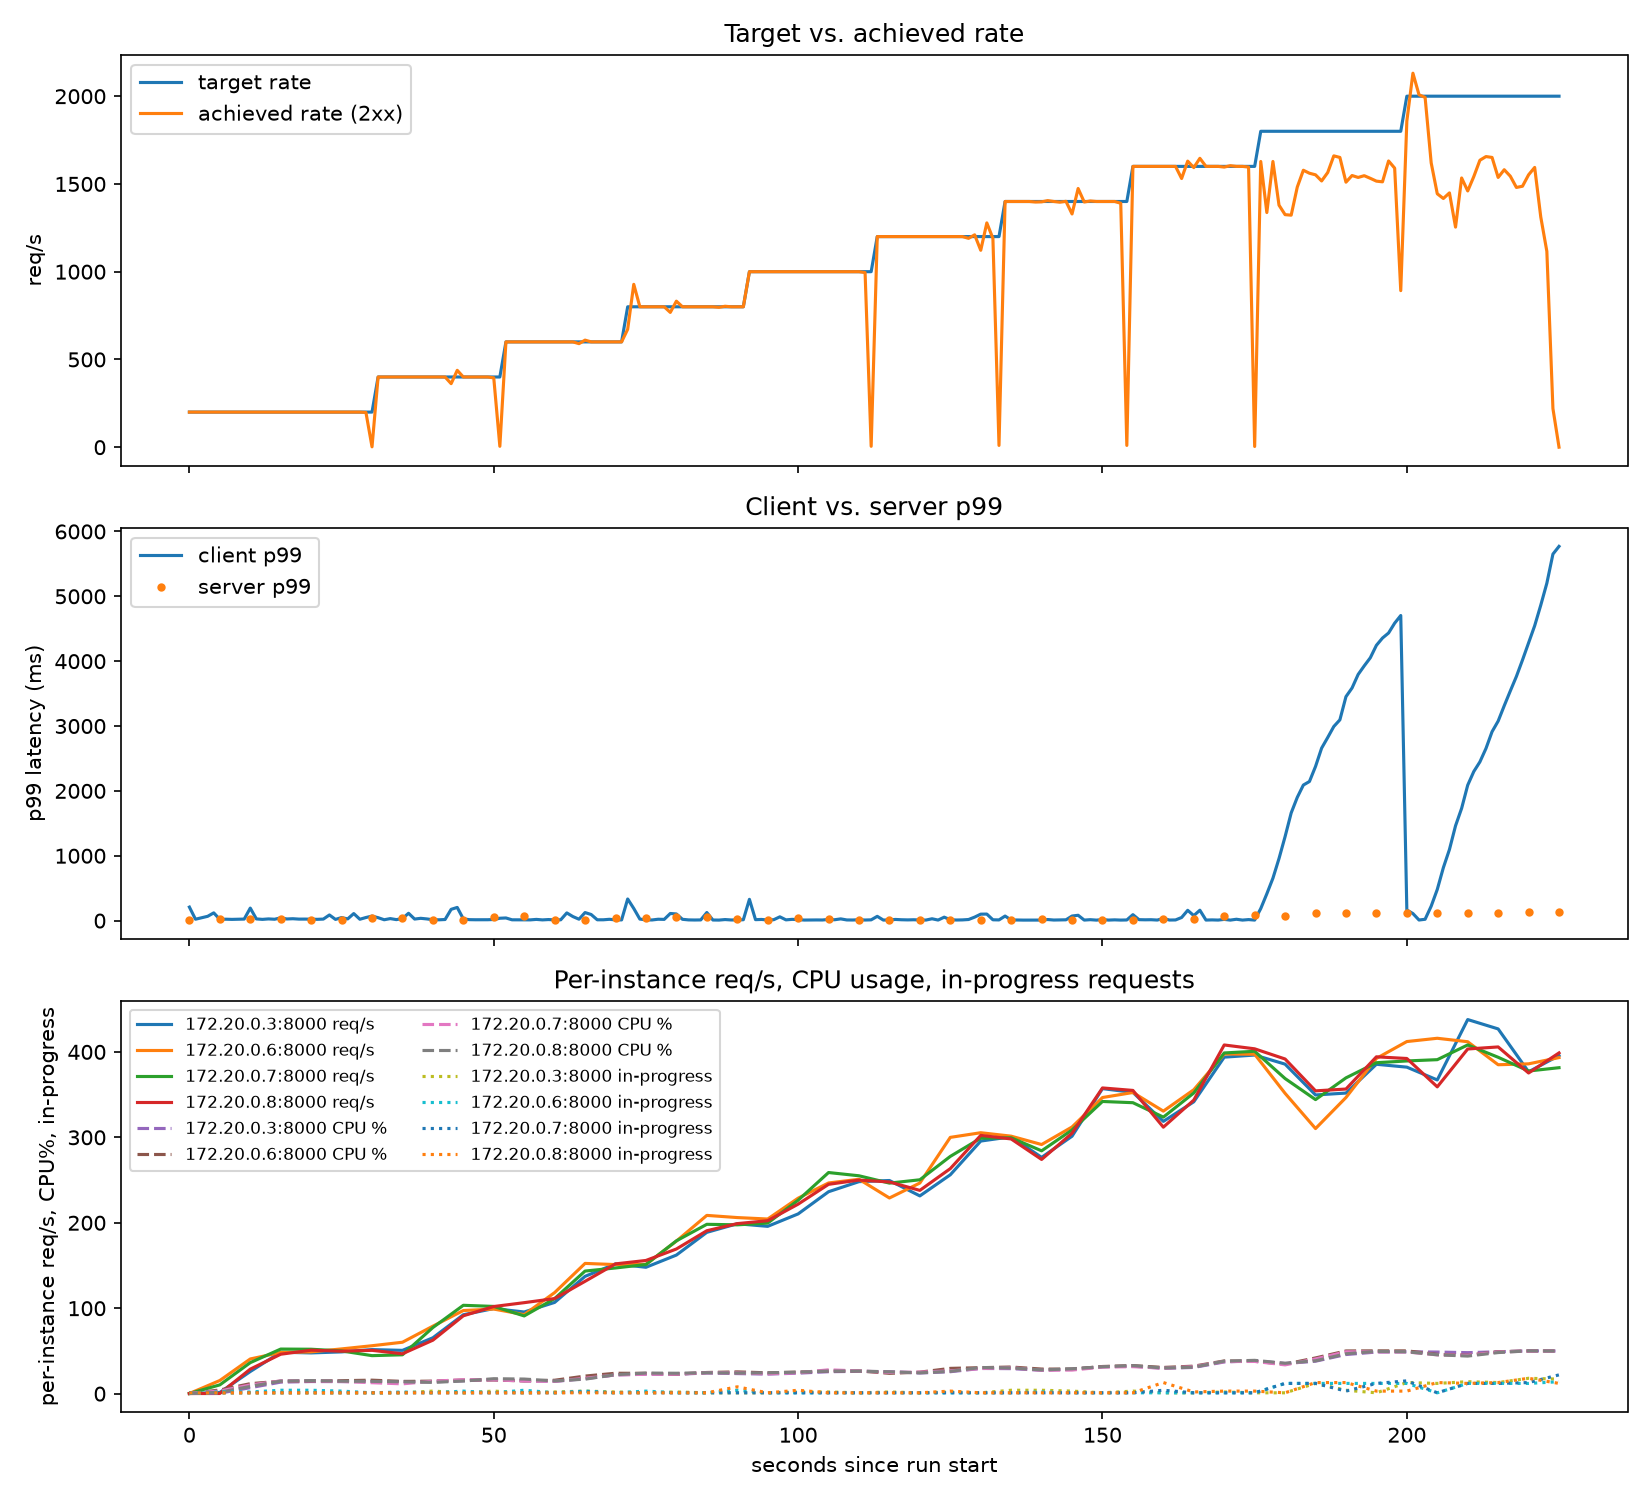 Target vs. achieved rate
target rate
achieved rate (2xx)
req/s
2000
1500
1000
500
0
Client vs. server p99
client p99
server p99
p99 latency (ms)
6000
5000
4000
3000
2000
1000
0
Per-instance req/s, CPU usage, in-progress requests
172.20.0.3:8000 req/s
172.20.0.6:8000 req/s
172.20.0.7:8000 req/s
172.20.0.8:8000 req/s
172.20.0.3:8000 CPU %
172.20.0.6:8000 CPU %
172.20.0.7:8000 CPU %
172.20.0.8:8000 CPU %
172.20.0.3:8000 in-progress
172.20.0.6:8000 in-progress
172.20.0.7:8000 in-progress
172.20.0.8:8000 in-progress
per-instance req/s, CPU%, in-progress
400
300
200
100
0
0 50 100 150 200
seconds since run start